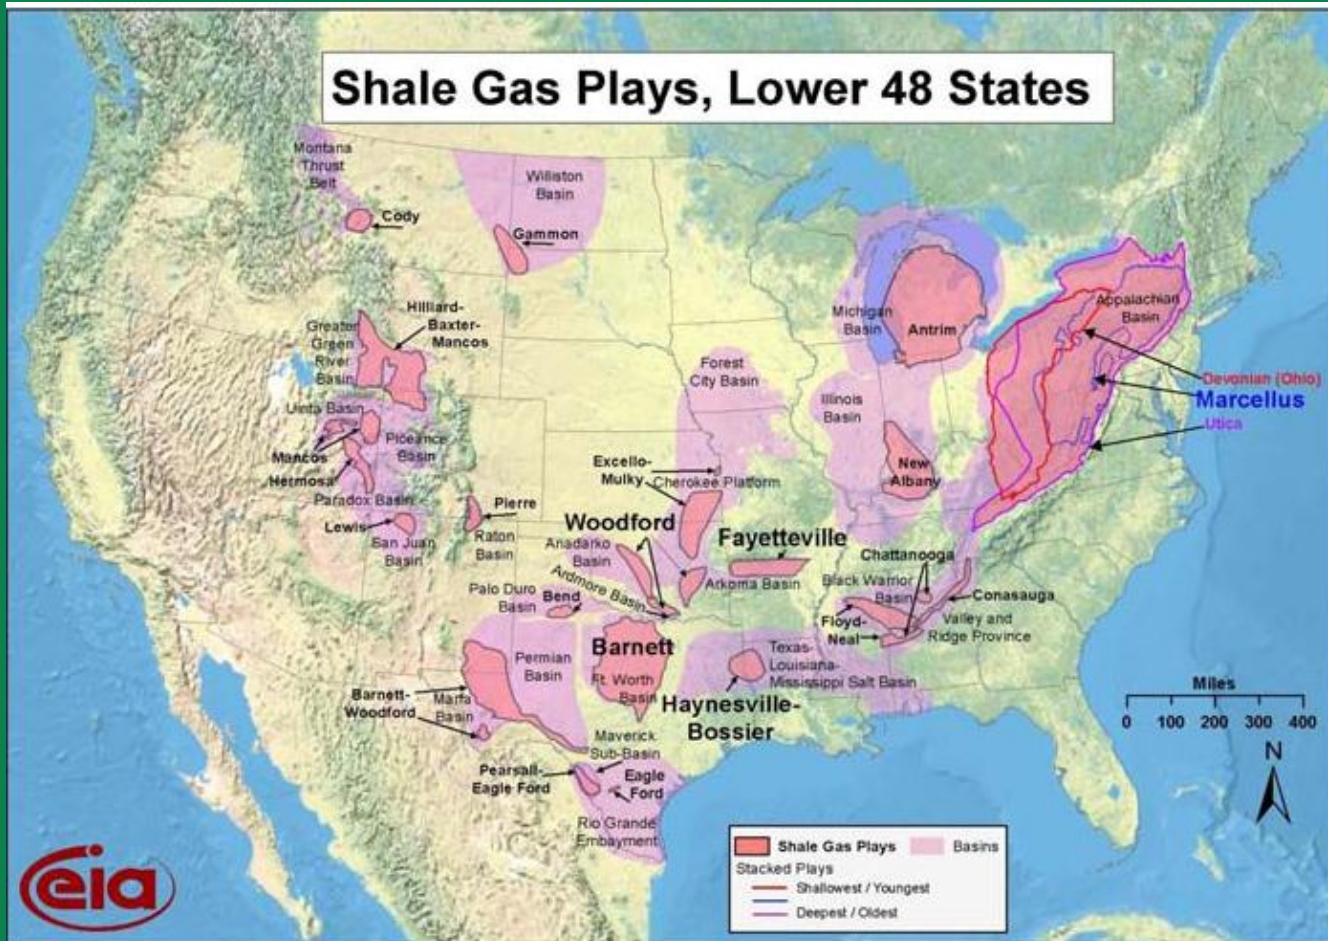 Shale Gas Plays, Lower 48 States
Montana
Thrust
Belt
Cody
Williston
Basin
Gammon
Hilliard-
Baxter-
Mancos
Greater
Green
River
Basin
Uinta Basin
Piceance
Basin
Mancos
Hermosa
Paradox Basin
Lewis
San Juan
Basin
Pierre
Raton
Basin
Michigan
Basin
Antrim
Forest
City Basin
Illinois
Basin
New
Albany
Appalachian
Basin
Devonian (Ohio)
Marcellus
Utica
Excello-
Mulky
Cherokee Platform
Woodford
Anadarko
Basin
Ardmore Basin
Fayetteville
Arkoma Basin
Chattanooga
Black Warrior
Basin
Conasauga
Floyd-
Neal
Valley and
Ridge Province
Palo Duro
Basin
Bend
Barnett
Ft. Worth
Basin
Permian
Basin
Barnett-
Woodford
Marfa
Basin
Texas-
Louisiana-
Mississippi Salt Basin
Haynesville-
Bossier
Maverick
Sub-Basin
Pearsall-
Eagle Ford
Eagle
Ford
Rio Grande
Embayment
Miles
0 100 200 300 400
N
Shale Gas Plays Basins
Stacked Plays
Shallowest / Youngest
Deepest / Oldest
eia